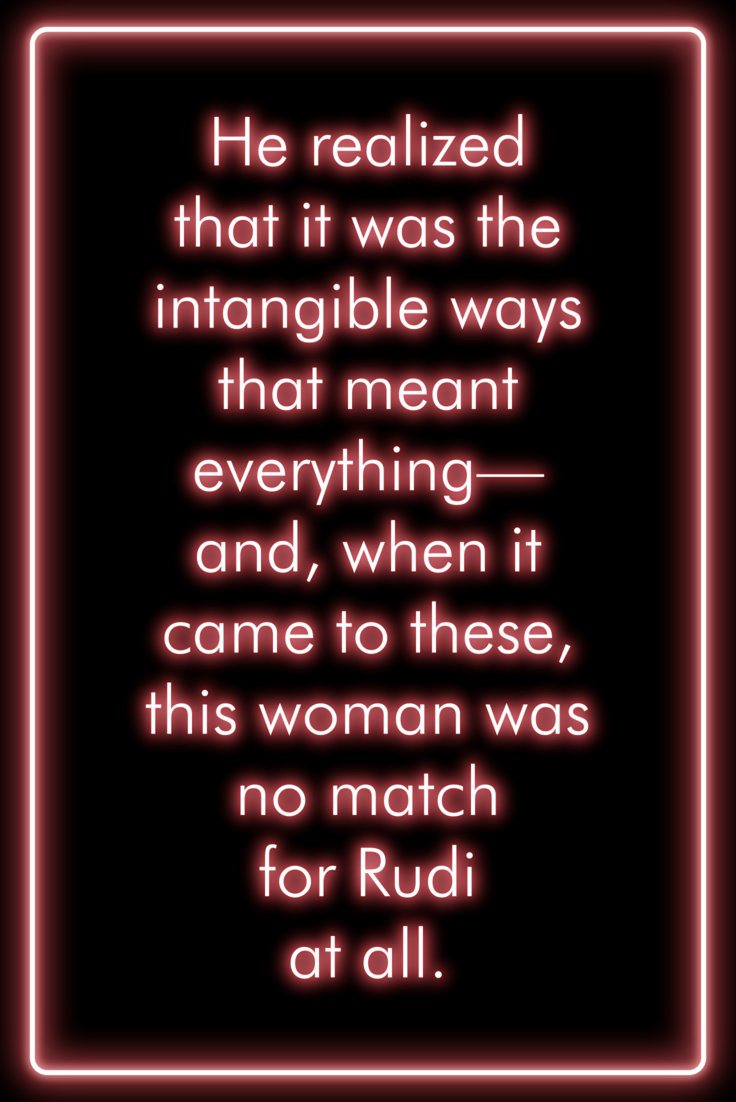 He realized
that it was the
intangible ways
that meant
everything—
and, when it
came to these,
this woman was
no match
for Rudi
at all.